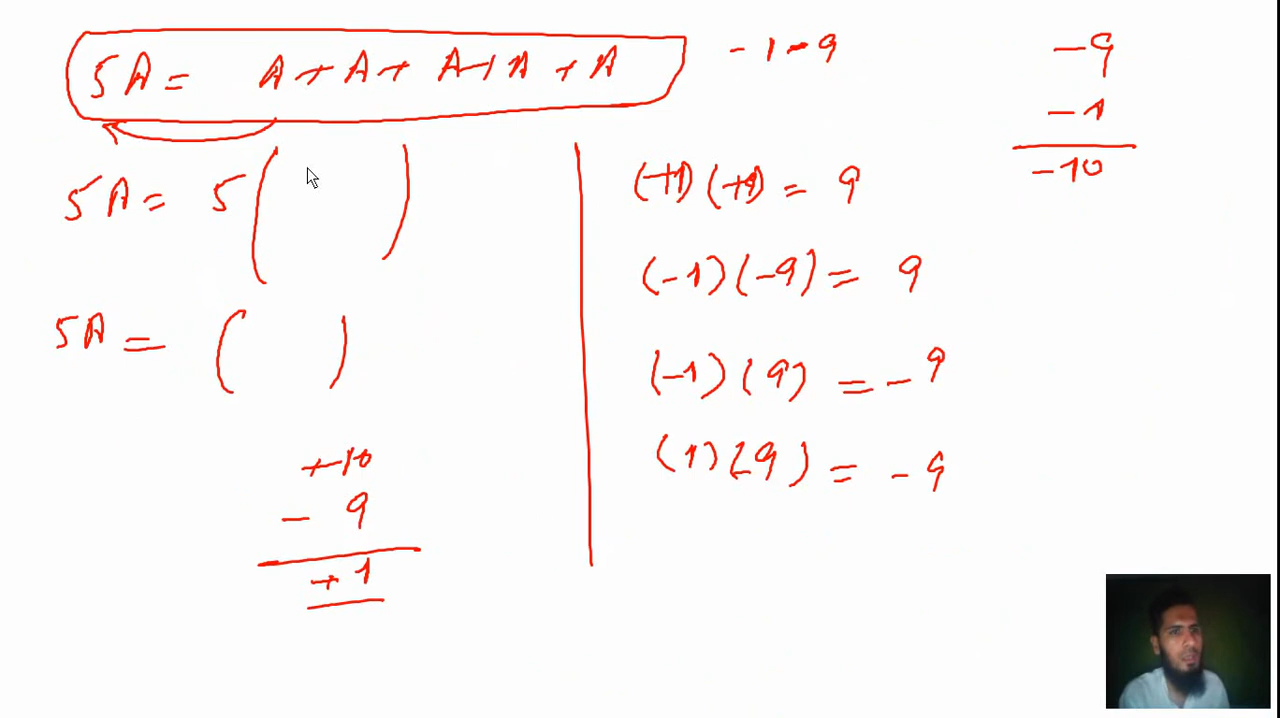 5A = A + A + A + A + A
-1-9
-9
-1
-10
5A = 5 ( )
5A = ( )
+10
- 9
+ 1
(+1) (+9) = 9
(-1) (-9) = 9
(-1) (9) = - 9
(1) (-9) = - 9